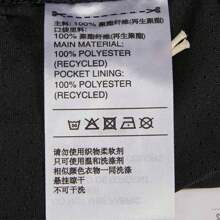 主料: 100% 聚酯纤维(再生聚酯)
口袋里料:
100% 聚酯纤维(再生聚酯)
MAIN MATERIAL:
100% POLYESTER
(RECYCLED)
POCKET LINING:
100% POLYESTER
(RECYCLED)
请勿使用织物柔软剂
只可使用温和洗涤剂
相似颜色衣物一同洗涤
悬挂晾干
不可干洗